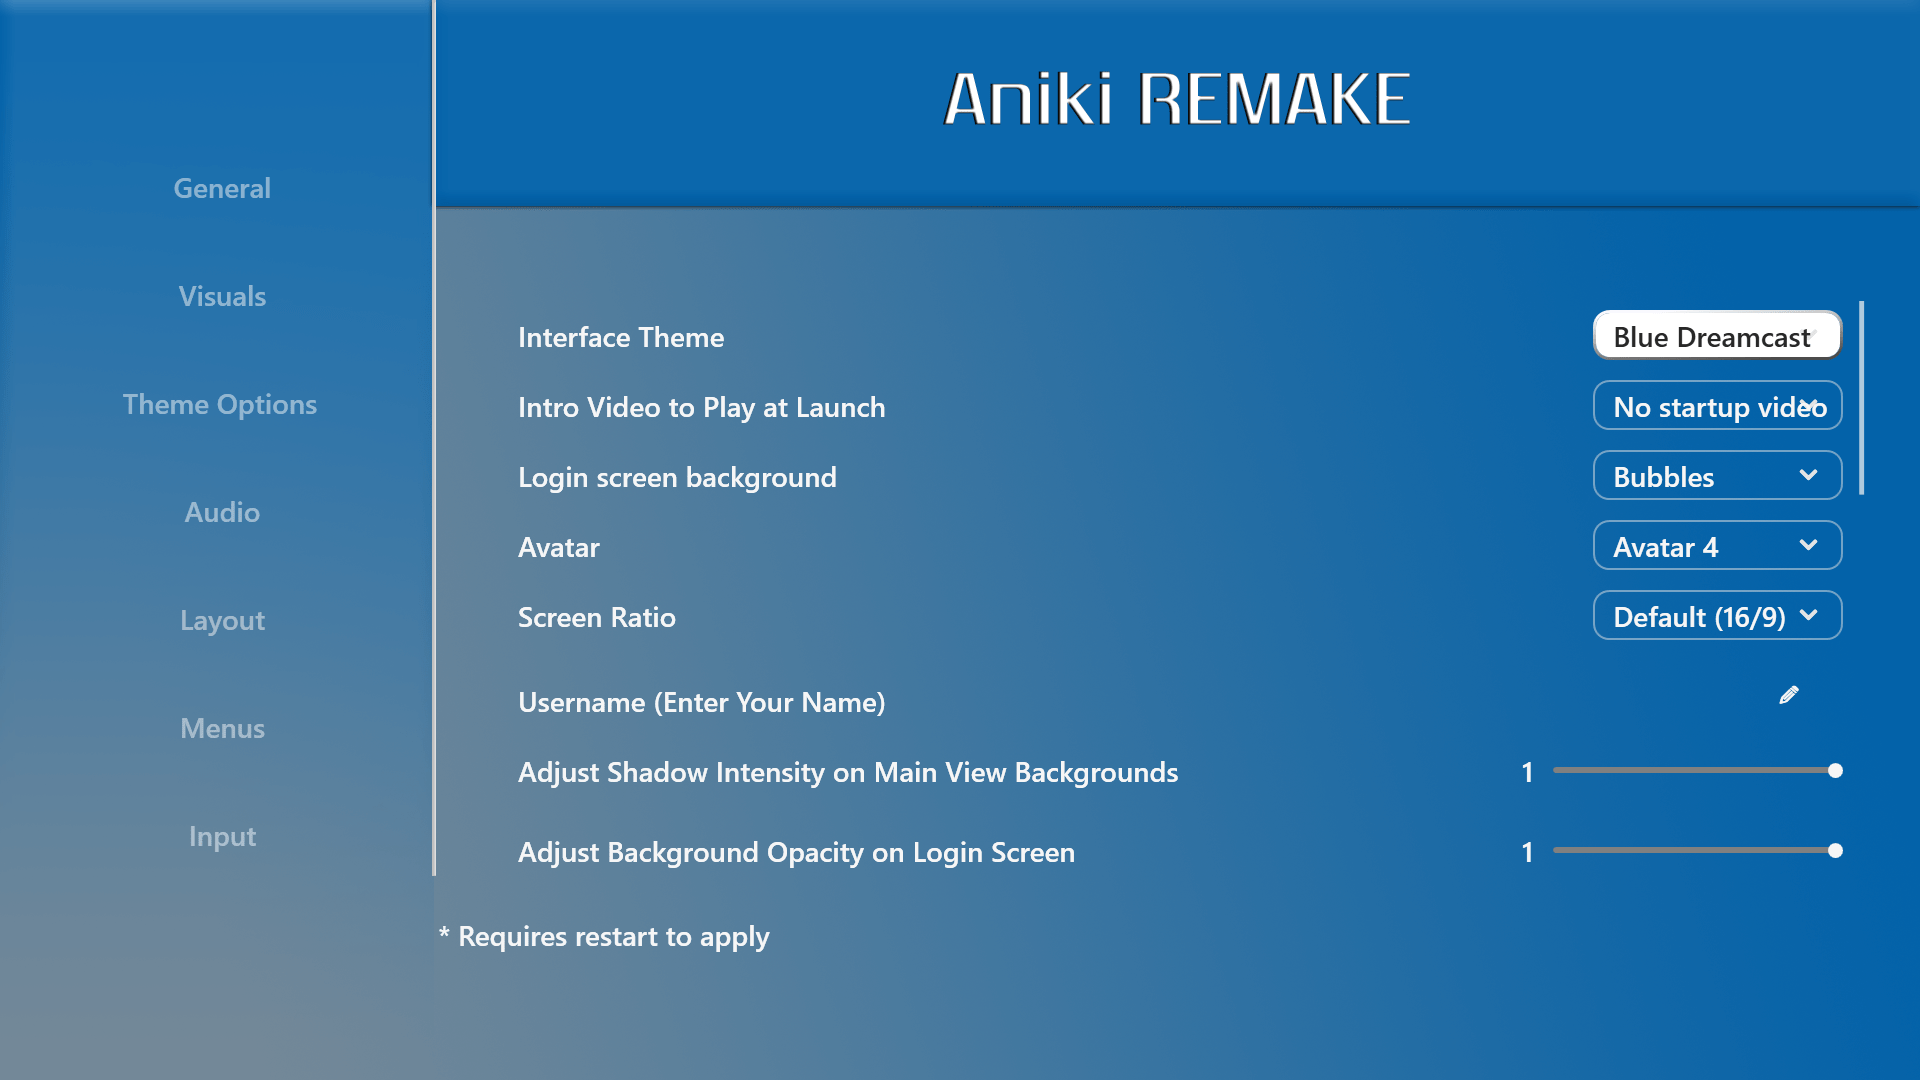 Aniki REMAKE
General
Visuals
Theme Options
Audio
Layout
Menus
Input
Interface Theme
Blue Dreamcast
Intro Video to Play at Launch
No startup video
Login screen background
Bubbles
Avatar
Avatar 4
Screen Ratio
Default (16/9)
Username (Enter Your Name)
Adjust Shadow Intensity on Main View Backgrounds
1
Adjust Background Opacity on Login Screen
1
* Requires restart to apply